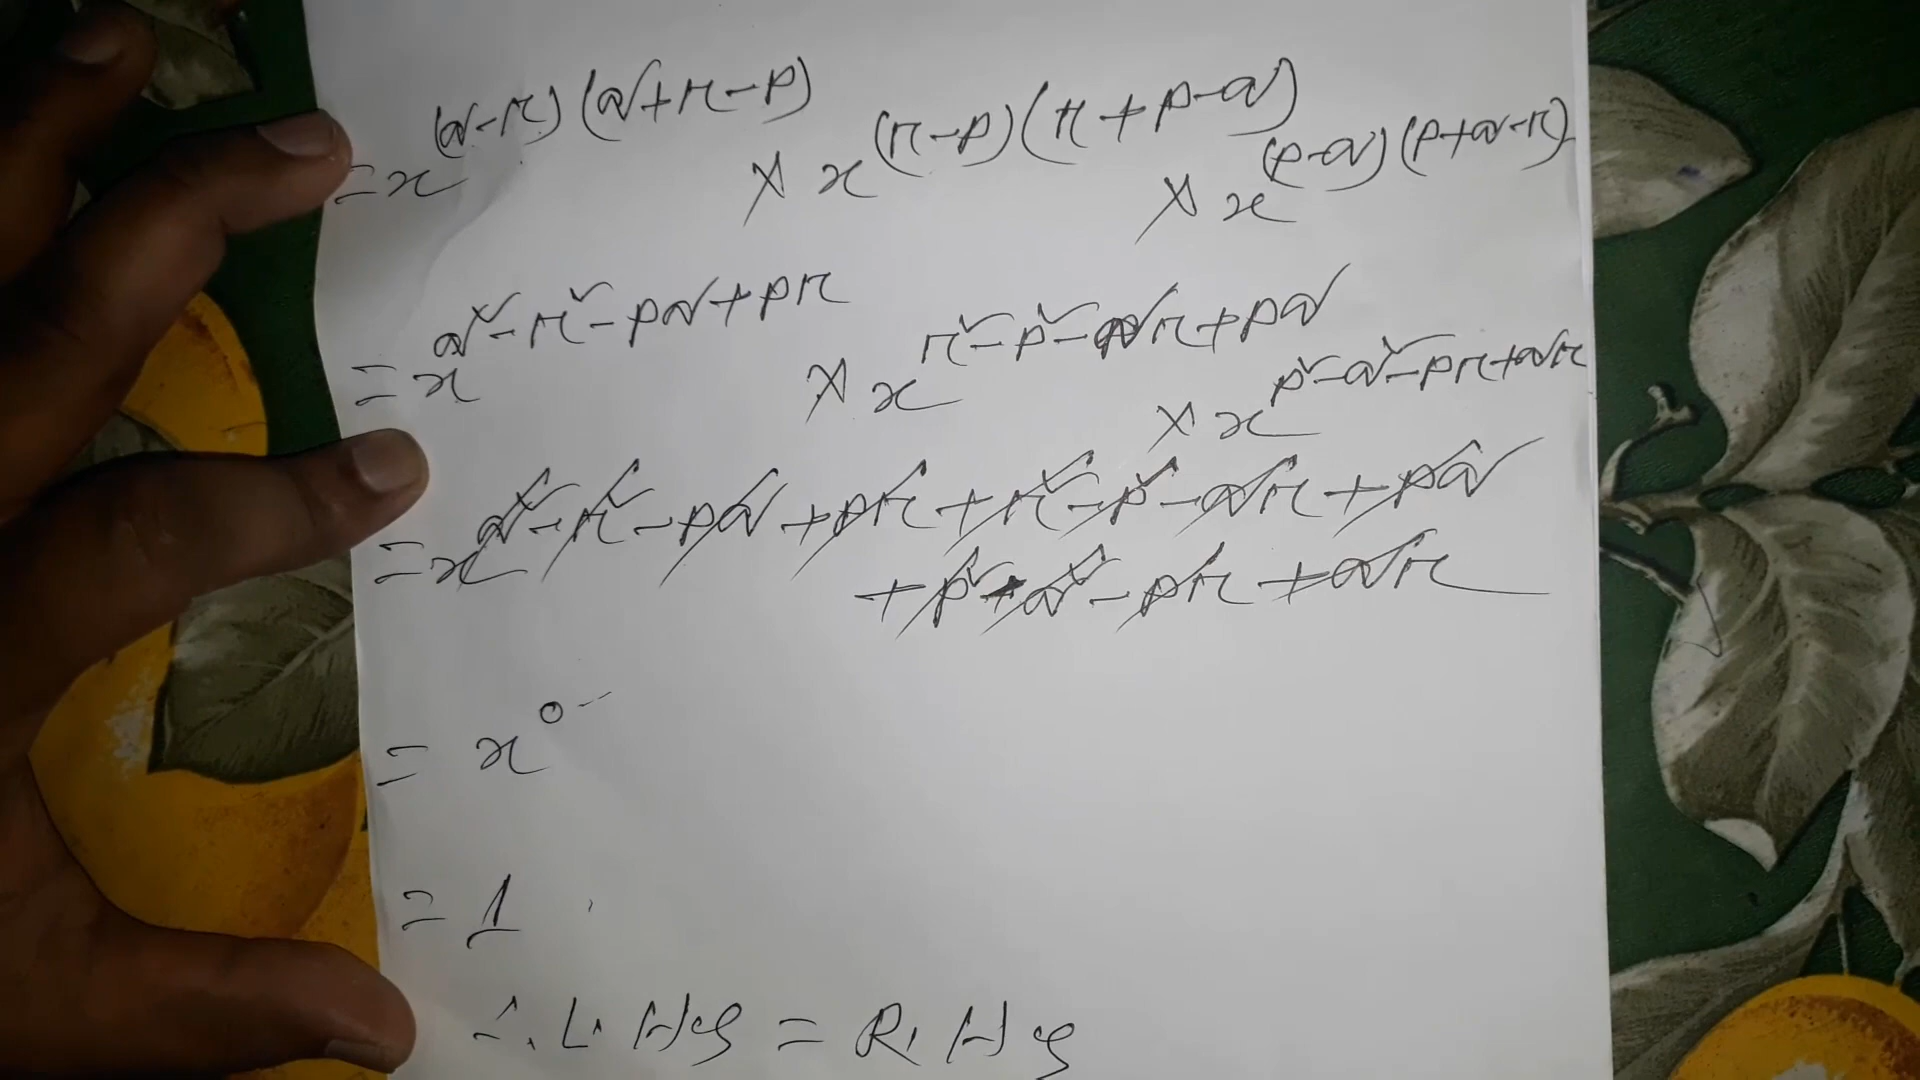 = x^(q-r)(q+r-p) × x^(r-p)(r+p-q) × x^(p-q)(p+q-r)
= x^q²-r²-pq+pr × x^r²-p²-qr+pq × x^p²-q²-pr+qr
= x^q²-r²-pq+pr+r²-p²-qr+pq
+p²-q²-pr+qr
= x^0
= 1
∴ L.H.S = R.H.S